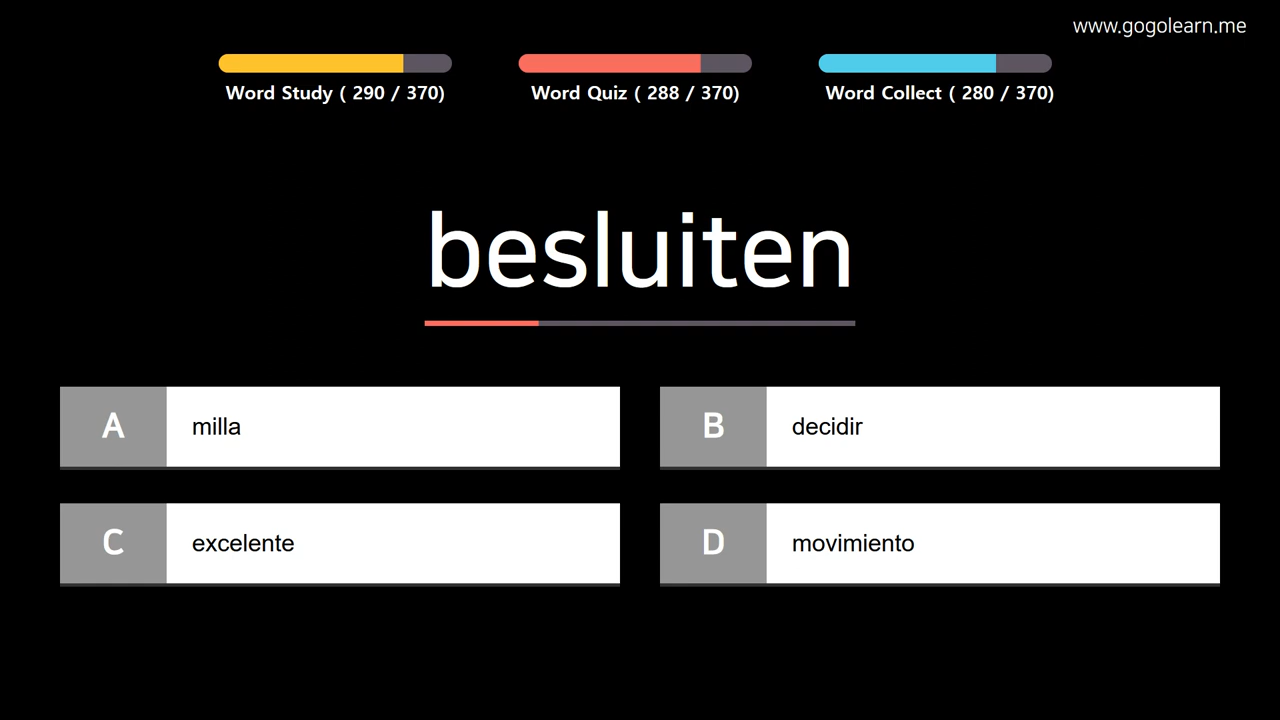 www.gogolearn.me
Word Study ( 290 / 370)
Word Quiz ( 288 / 370)
Word Collect ( 280 / 370)
besluiten
A milla
B decidir
C excelente
D movimiento